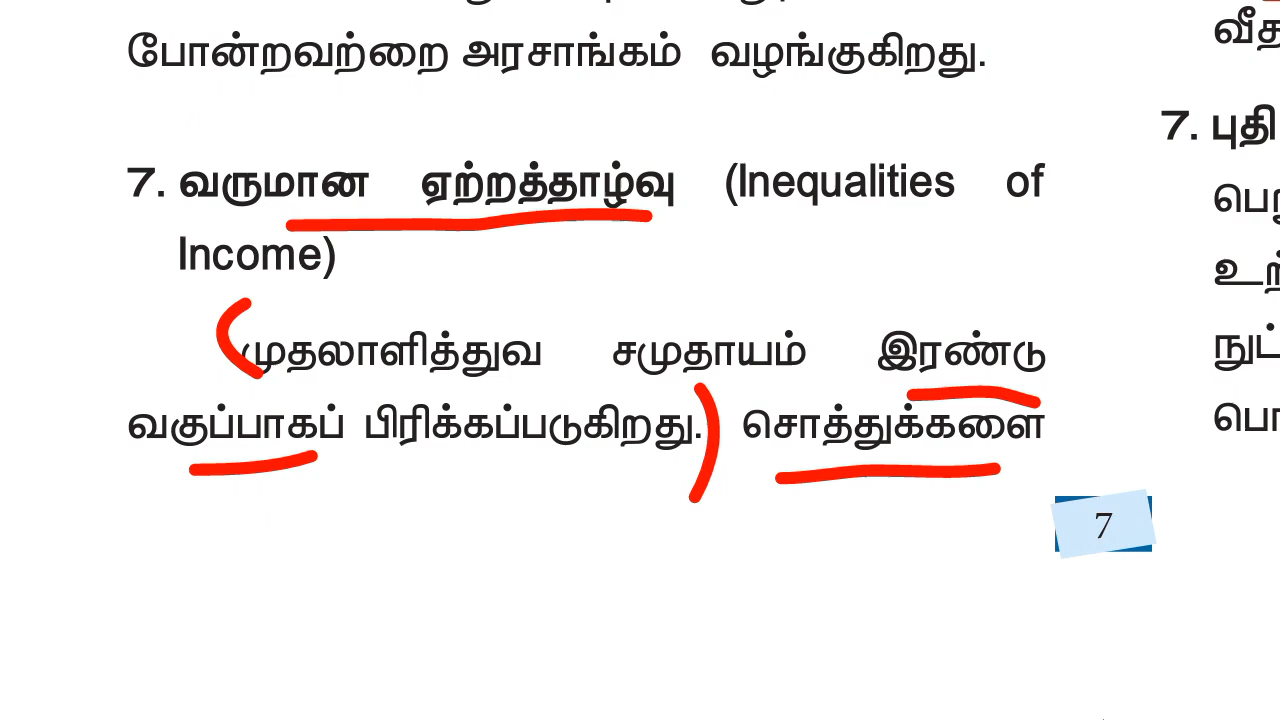 போன்றவற்றை அரசாங்கம் வழங்குகிறது.
7. வருமான ஏற்றத்தாழ்வு (Inequalities of
Income)
முதலாளித்துவ சமுதாயம் இரண்டு
வகுப்பாகப் பிரிக்கப்படுகிறது. சொத்துக்களை
7
7.